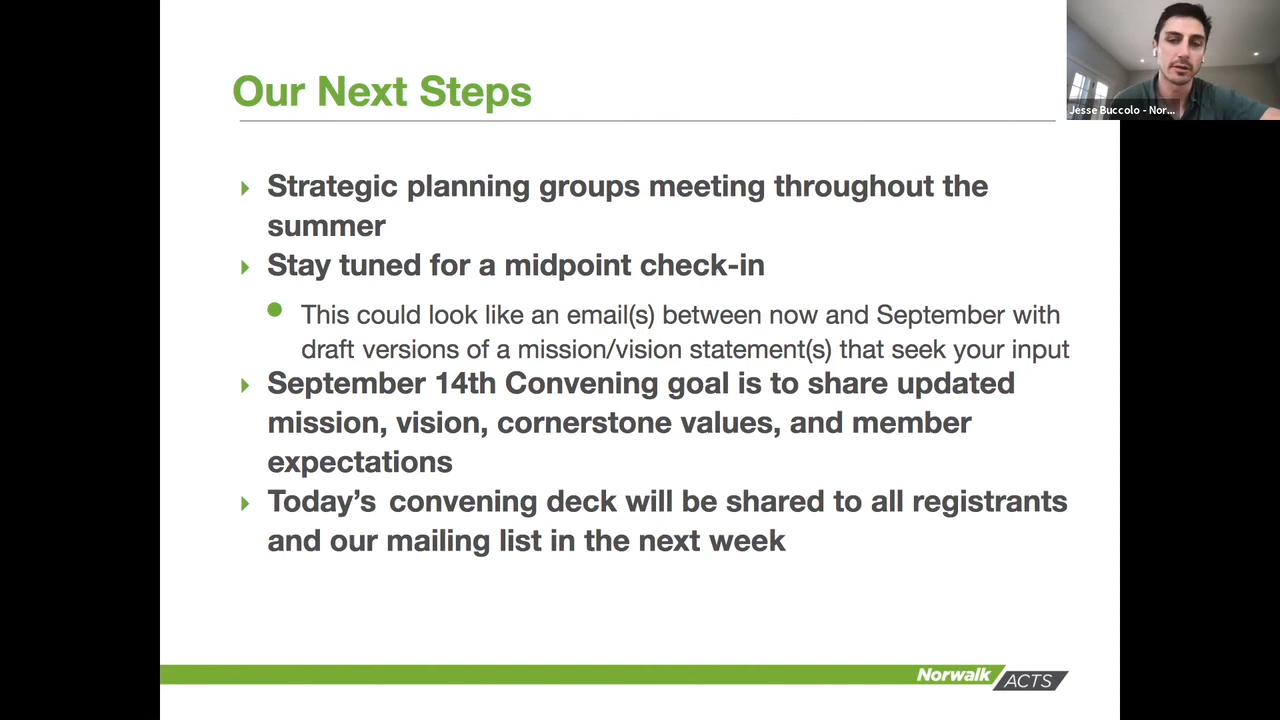 Our Next Steps
Jesse Buccolo - Nor...
Strategic planning groups meeting throughout the
summer
Stay tuned for a midpoint check-in
This could look like an email(s) between now and September with
draft versions of a mission/vision statement(s) that seek your input
September 14th Convening goal is to share updated
mission, vision, cornerstone values, and member
expectations
Today’s convening deck will be shared to all registrants
and our mailing list in the next week
Norwalk ACTS